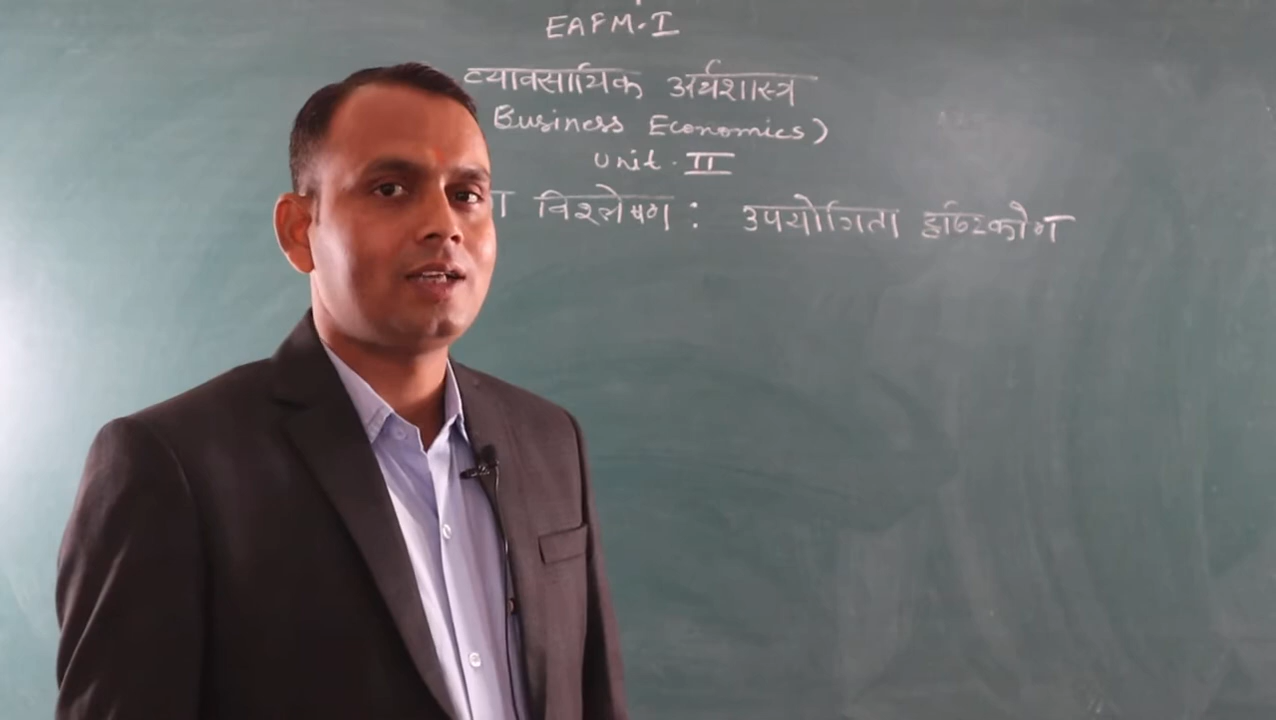 EAFM-I
व्यावसायिक अर्थशास्त्र
Business Economics)
Unit-II
विश्लेषण : उपयोगिता दृष्टिकोण